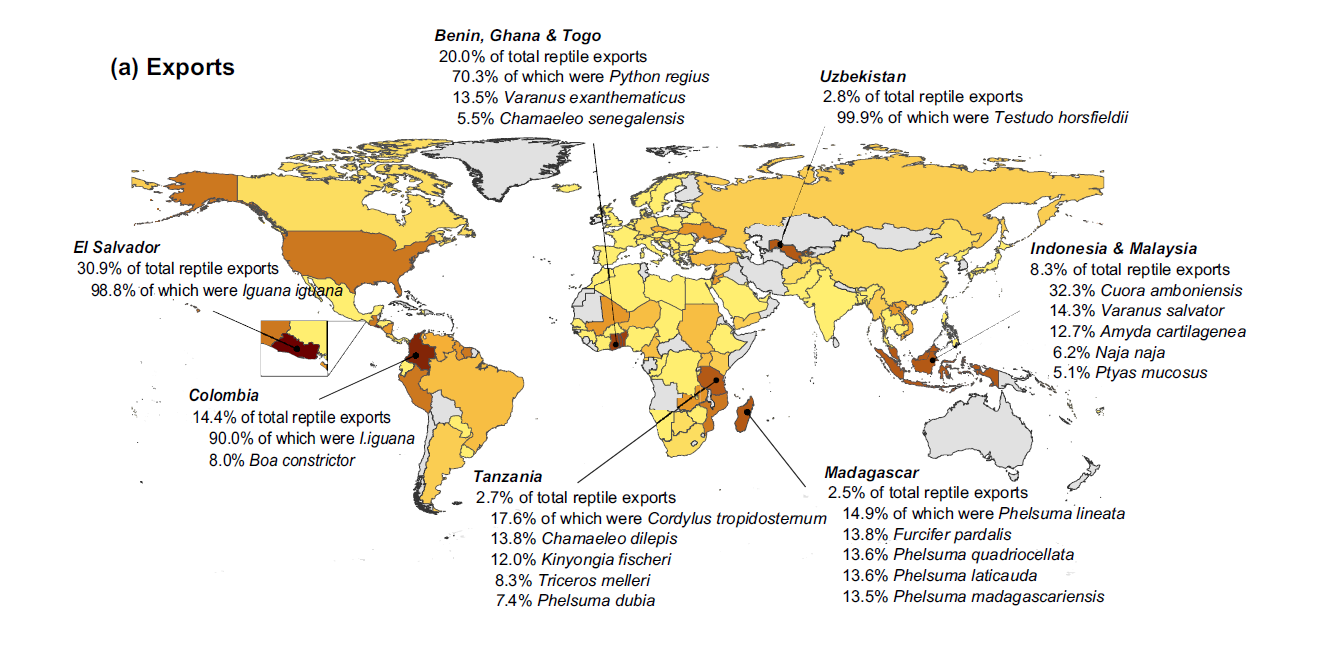 (a) Exports
Benin, Ghana & Togo
20.0% of total reptile exports
70.3% of which were Python regius
13.5% Varanus exanthematicus
5.5% Chamaeleo senegalensis
Uzbekistan
2.8% of total reptile exports
99.9% of which were Testudo horsfieldii
El Salvador
30.9% of total reptile exports
98.8% of which were Iguana iguana
Indonesia & Malaysia
8.3% of total reptile exports
32.3% Cuora amboniensis
14.3% Varanus salvator
12.7% Amyda cartilagenea
6.2% Naja naja
5.1% Ptyas mucosus
Colombia
14.4% of total reptile exports
90.0% of which were I.iguana
8.0% Boa constrictor
Tanzania
2.7% of total reptile exports
17.6% of which were Cordylus tropidosternum
13.8% Chamaeleo dilepis
12.0% Kinyongia fischeri
8.3% Triceros melleri
7.4% Phelsuma dubia
Madagascar
2.5% of total reptile exports
14.9% of which were Phelsuma lineata
13.8% Furcifer pardalis
13.6% Phelsuma quadriocellata
13.6% Phelsuma laticauda
13.5% Phelsuma madagascariensis